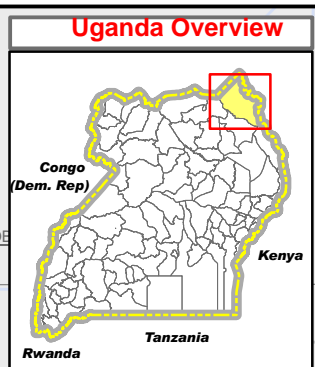 Uganda Overview
Congo
(Dem. Rep)
Kenya
Tanzania
Rwanda